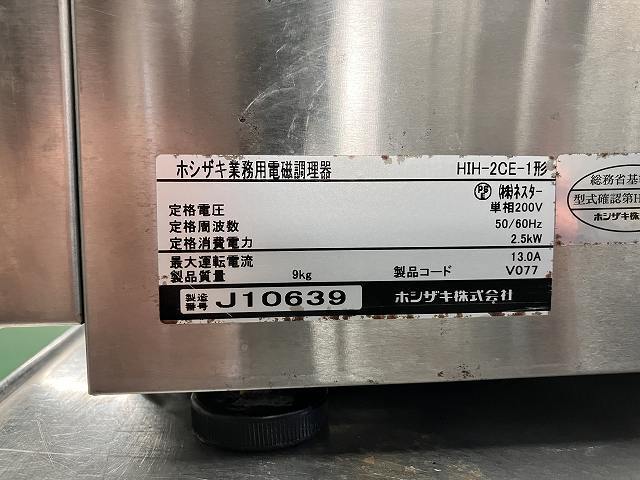 ホシザキ業務用電磁調理器 HIH-2CE-1形
PS E (株)ネスター
定格電圧 単相200V
定格周波数 50/60Hz
定格消費電力 2.5kW
最大運転電流 13.0A
製品質量 9kg 製品コード V077
製造番号 J10639 ホシザキ株式会社
総務省基
型式確認第H
ホシザキ株